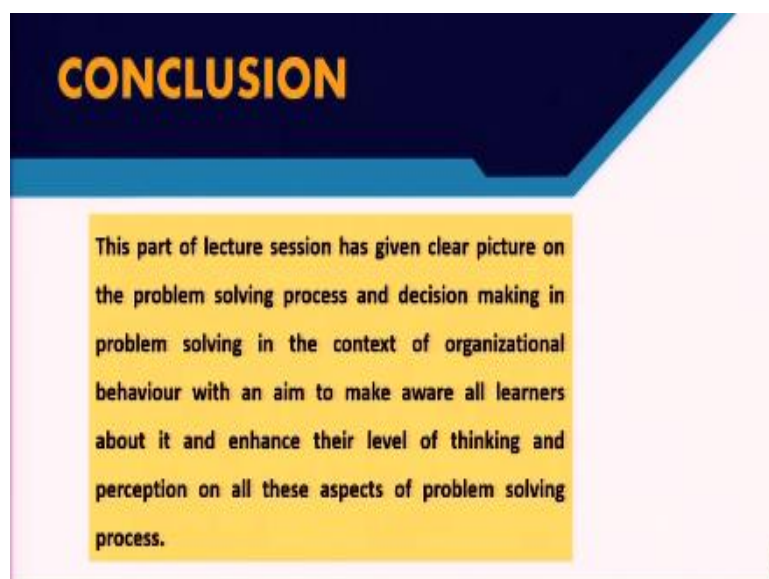 CONCLUSION
This part of lecture session has given clear picture on
the problem solving process and decision making in
problem solving in the context of organizational
behaviour with an aim to make aware all learners
about it and enhance their level of thinking and
perception on all these aspects of problem solving
process.